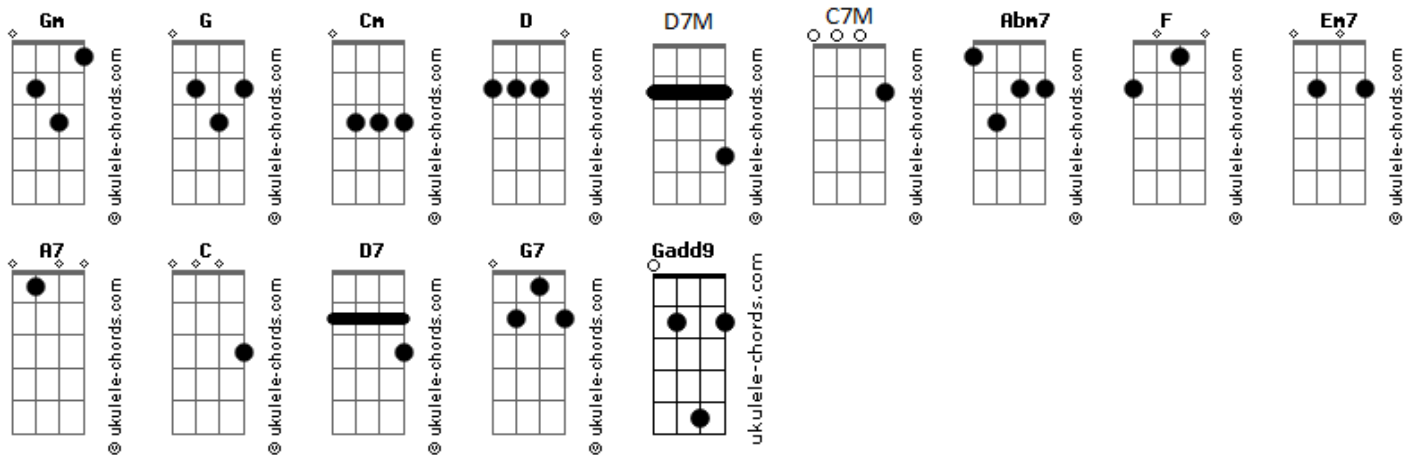 Gm G Cm D D7M C7M Abm7 F Em7
© ukulele-chords.com © ukulele-chords.com © ukulele-chords.com © ukulele-chords.com © ukulele-chords.com © ukulele-chords.com © ukulele-chords.com © ukulele-chords.com © ukulele-chords.com
A7 C D7 G7 Gadd9
© ukulele-chords.com © ukulele-chords.com © ukulele-chords.com © ukulele-chords.com ukulele-chords.com